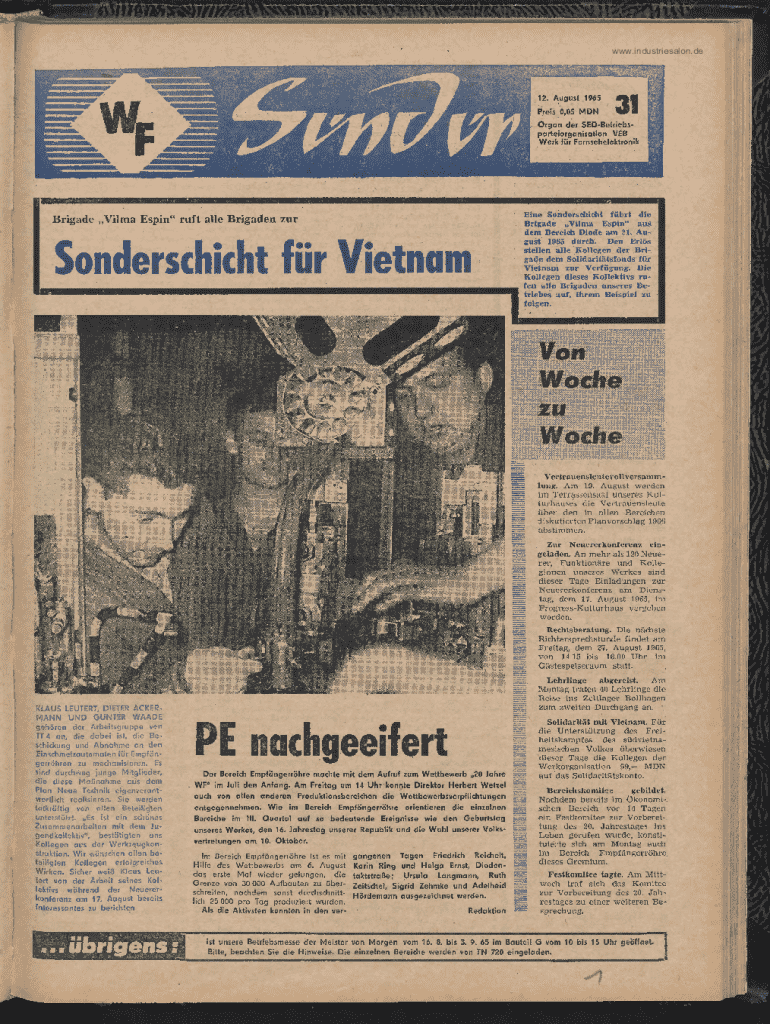 www.industriesalon.de
WF
Sender
12. August 1965
31
Preis 0,05 MDN
Organ der SED-Betriebs-
parteiorganisation VEB
Werk für Fernsehelektronik
Brigade „Vilma Espin“ ruft alle Brigaden zur
Sonderschicht für Vietnam
Eine Sonderschicht führt die
Brigade „Vilma Espin“ aus
dem Bereich Diode am 21. Au-
gust 1965 durch. Den Erlös
stellen alle Kollegen der Bri-
gade dem Solidaritätsfonds für
Vietnam zur Verfügung. Die
Kollegen dieses Kollektivs ru-
fen alle Brigaden unseres Be-
triebes auf, ihrem Beispiel zu
folgen.
Von
Woche
zu
Woche
Vertrauensleutevollversamm-
lung. Am 19. August werden
im Terrassensaal unseres Kul-
turhauses die Vertrauensleute
über den in allen Bereichen
diskutierten Planvorschlag 1966
abstimmen.
Zur Neuererkonferenz ein-
geladen. An mehr als 130 Neue-
rer, Funktionäre und Kolle-
ginnen unseres Werkes sind
dieser Tage Einladungen zur
Neuererkonferenz am Diens-
tag, dem 17. August 1965, im
Progress-Kulturhaus vergeben
worden.
Rechtsberatung. Die nächste
Richtersprechstunde findet am
Freitag, dem 27. August 1965,
von 14.15 bis 16.00 Uhr im
Gästespeiseraum statt.
Lehrlinge abgereist. Am
Montag traten 40 Lehrlinge die
Reise ins Zeltlager
zum zweiten Durchgang an.
Solidarität mit Vietnam. Für
die Unterstützung des Frei-
heitskampfes des südvietna-
mesischen Volkes überwiesen
dieser Tage die Kollegen der
Werkorganisation 59,— MDN
auf das Solidaritätskonto.
Bereichskomitee gebildet.
Nachdem bereits im Ökonomi-
schen Bereich vor 14 Tagen
ein Festkomitee zur Vorberei-
tung des 20. Jahrestages ins
Leben gerufen wurde, konsti-
tuierte sich am Montag auch
im Bereich Empfängerröhre
dieses Gremium.
Festkomitee tagte. Am Mitt-
woch traf sich das Komitee
zur Vorbereitung des 20. Jah-
restages zu einer weiteren Be-
sprechung.
KLAUS LEUTERT, DIETER ACKER-
MANN UND GÜNTER WAADE
gehören der Arbeitsgruppe von
TT 4 an, die dabei ist, die Be-
schickung und Abnahme an den
Einschmelzautomaten für Empfän-
gerröhren zu mechanisieren. Es
sind durchweg junge Mitglieder,
die diese Maßnahme aus dem
Plan Neue Technik eigenverant-
wortlich realisieren. Sie werden
tatkräftig von allen Beteiligten
unterstützt. „Es ist ein schönes
Zusammenarbeiten mit dem Ju-
gendkollektiv“, bestätigten uns
Kollegen aus der Werkzeugkon-
struktion. Wir wünschen allen be-
teiligten Kollegen erfolgreiches
Wirken. Sicher weiß Klaus Leu-
tert von der Arbeit seines Kol-
lektivs während der Neuerer-
konferenz am 17. August bereits
Interessantes zu berichten
PE nachgeeifert
Der Bereich Empfängerröhre machte mit dem Aufruf zum Wettbewerb „20 Jahre
WF“ im Juli den Anfang. Am Freitag um 14 Uhr konnte Direktor Herbert Weisel
auch von allen anderen Produktionsbereichen die Wettbewerbsverpflichtungen
entgegennehmen. Wie im Bereich Empfängerröhre orientieren die einzelnen
Bereiche im III. Quartal auf so bedeutende Ereignisse wie den Geburtstag
unseres Werkes, den 16. Jahrestag unserer Republik und die Wahl unserer Volks-
vertretungen am 10. Oktober.
Im Bereich Empfängerröhre ist es mit
Hilfe des Wettbewerbs am 6. August
das erste Mal wieder gelungen, die
Grenze von 30 000 Aufbauten zu über-
schreiten, nachdem sonst durchschnitt-
lich 25 000 pro Tag produziert wurden.
Als die Aktivsten konnten in den ver-
gangenen Tagen Friedrich Reichelt,
Karin Ring und Helga Ernst, Dioden-
taktstraße; Ursula Langmann, Ruth
Zeitschel, Sigrid Zehmke und Adelheid
Hördemann ausgezeichnet werden.
Redaktion
... übrigens:
ist unsere Betriebsmesse der Meister von Morgen vom 16. 8. bis 3. 9. 65 im Bauteil G vom 10 bis 15 Uhr geöffnet.
Bitte, beachten Sie die Hinweise. Die einzelnen Bereiche werden von TN 720 eingeladen.
1